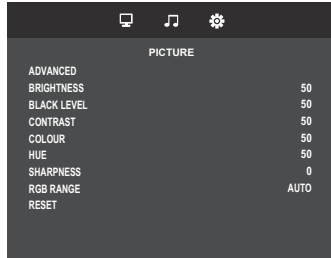 PICTURE
ADVANCED
BRIGHTNESS 50
BLACK LEVEL 50
CONTRAST 50
COLOUR 50
HUE 50
SHARPNESS 0
RGB RANGE AUTO
RESET